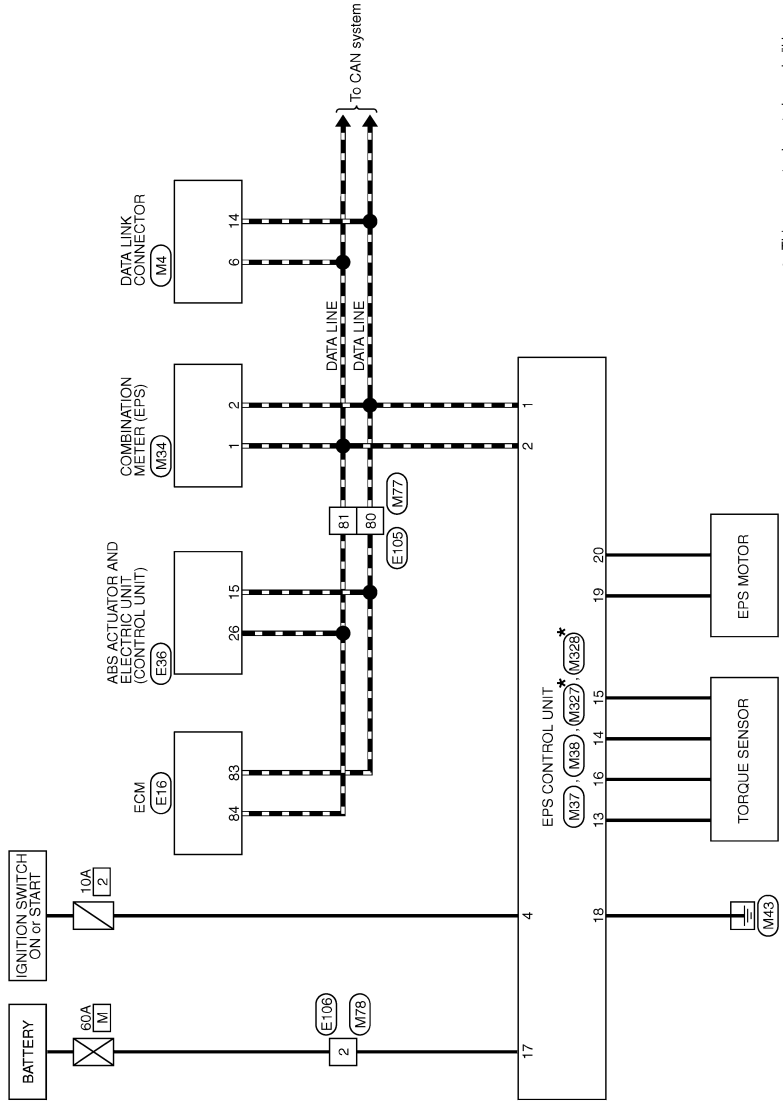 BATTERY
60A
M
E106
2
M78
17
IGNITION SWITCH
ON or START
10A
2
4
ECM
E16
84
83
ABS ACTUATOR AND
ELECTRIC UNIT
(CONTROL UNIT)
E36
26
15
81
80
M77
E105
COMBINATION
METER (EPS)
M34
1
2
DATA LINE
DATA LINE
DATA LINK
CONNECTOR
M4
6
14
To CAN system
2
1
EPS CONTROL UNIT
M37 , M38 , M327* , M328*
18
13
16
14
15
19
20
M43
TORQUE SENSOR
EPS MOTOR